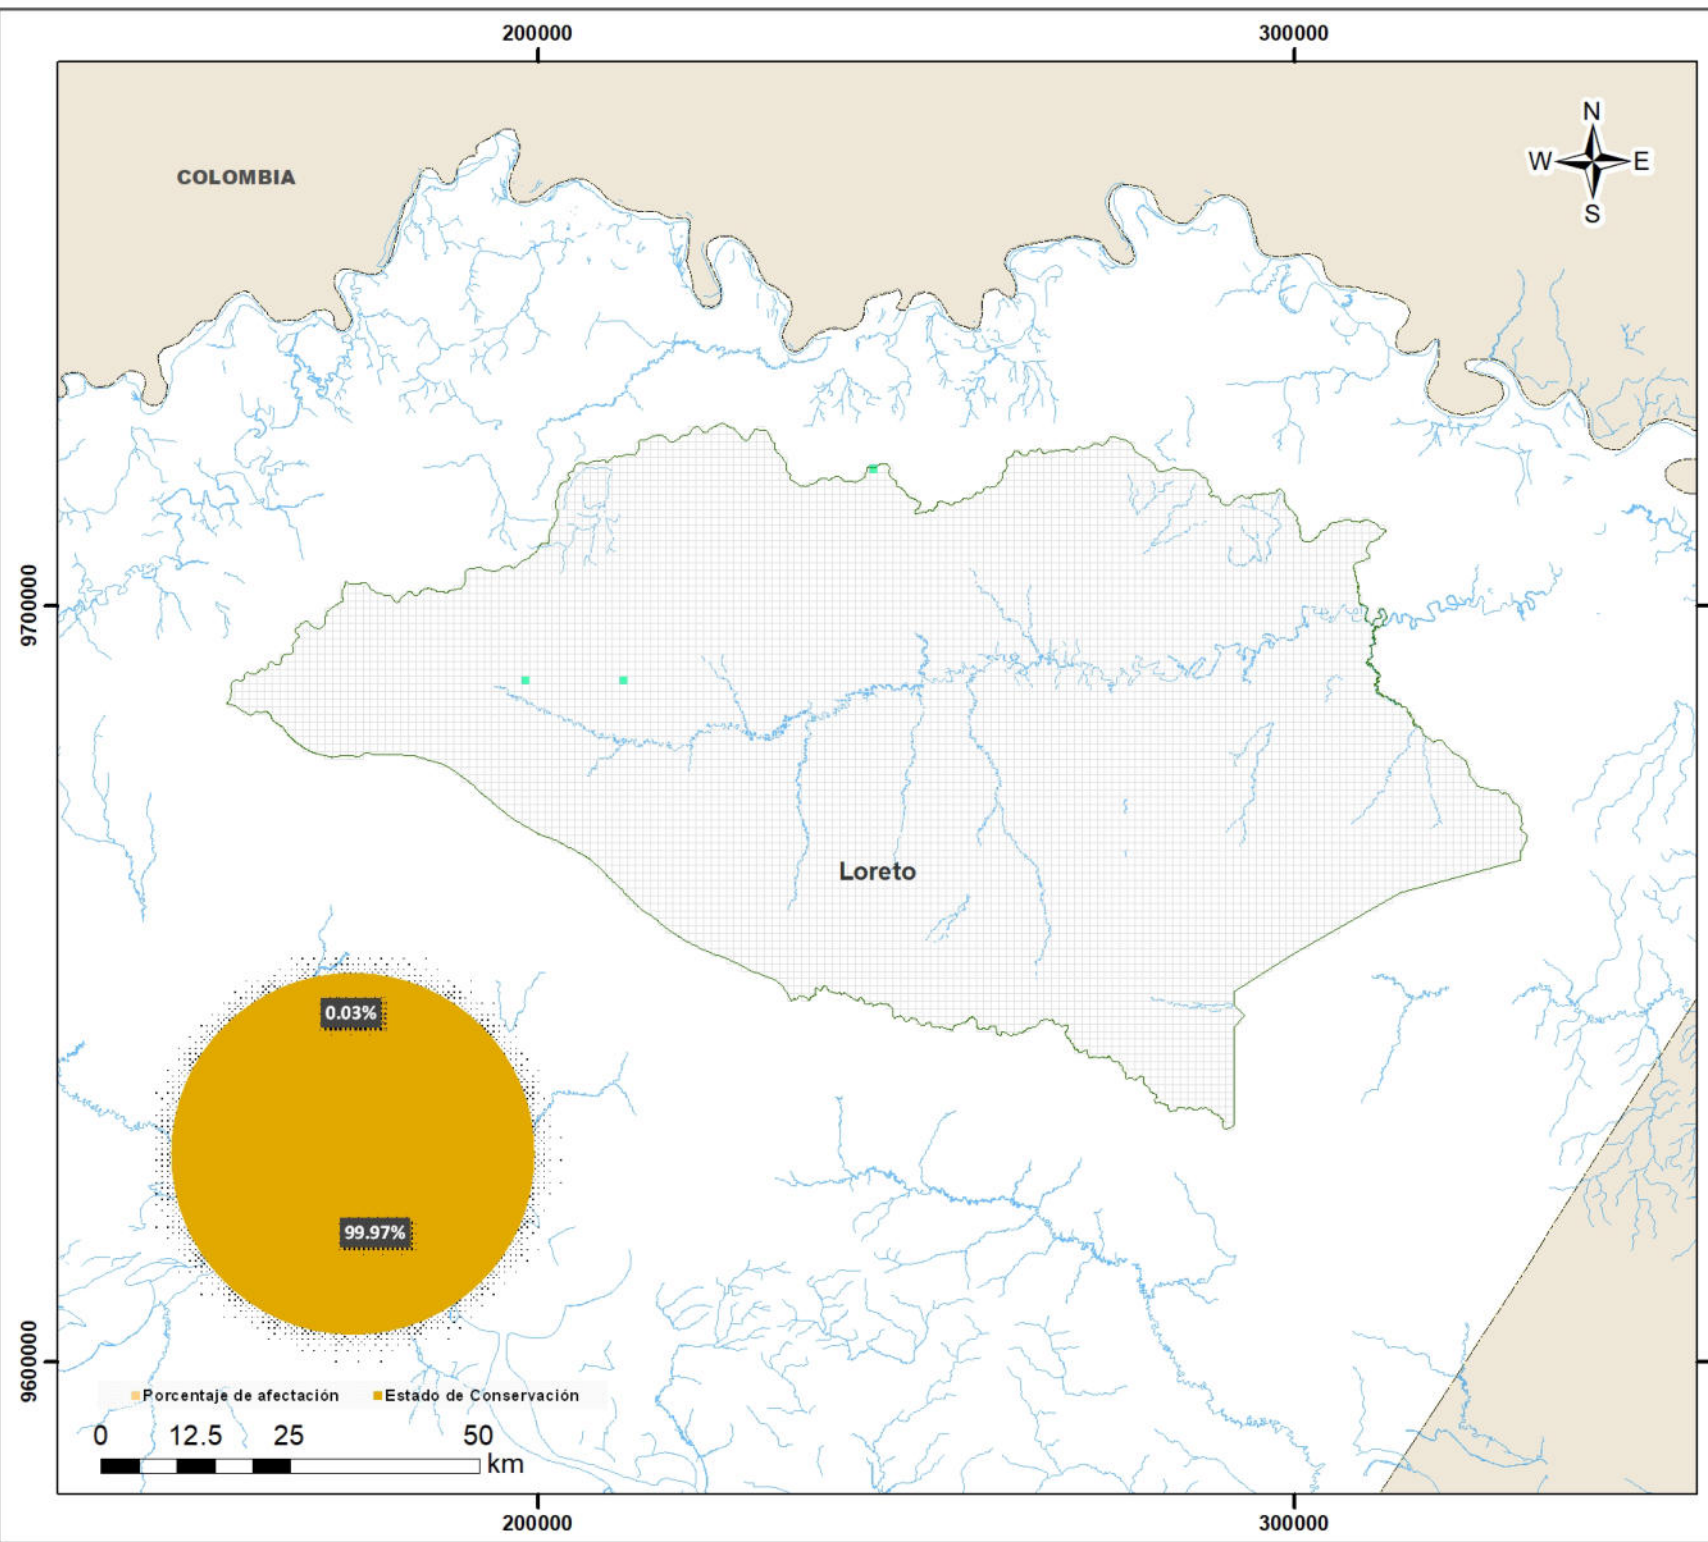 200000 300000
COLOMBIA
N
W E
S
9700000
Loreto
0.03%
99.97%
9600000
Porcentaje de afectación Estado de Conservación
0 12.5 25 50
km
200000 300000